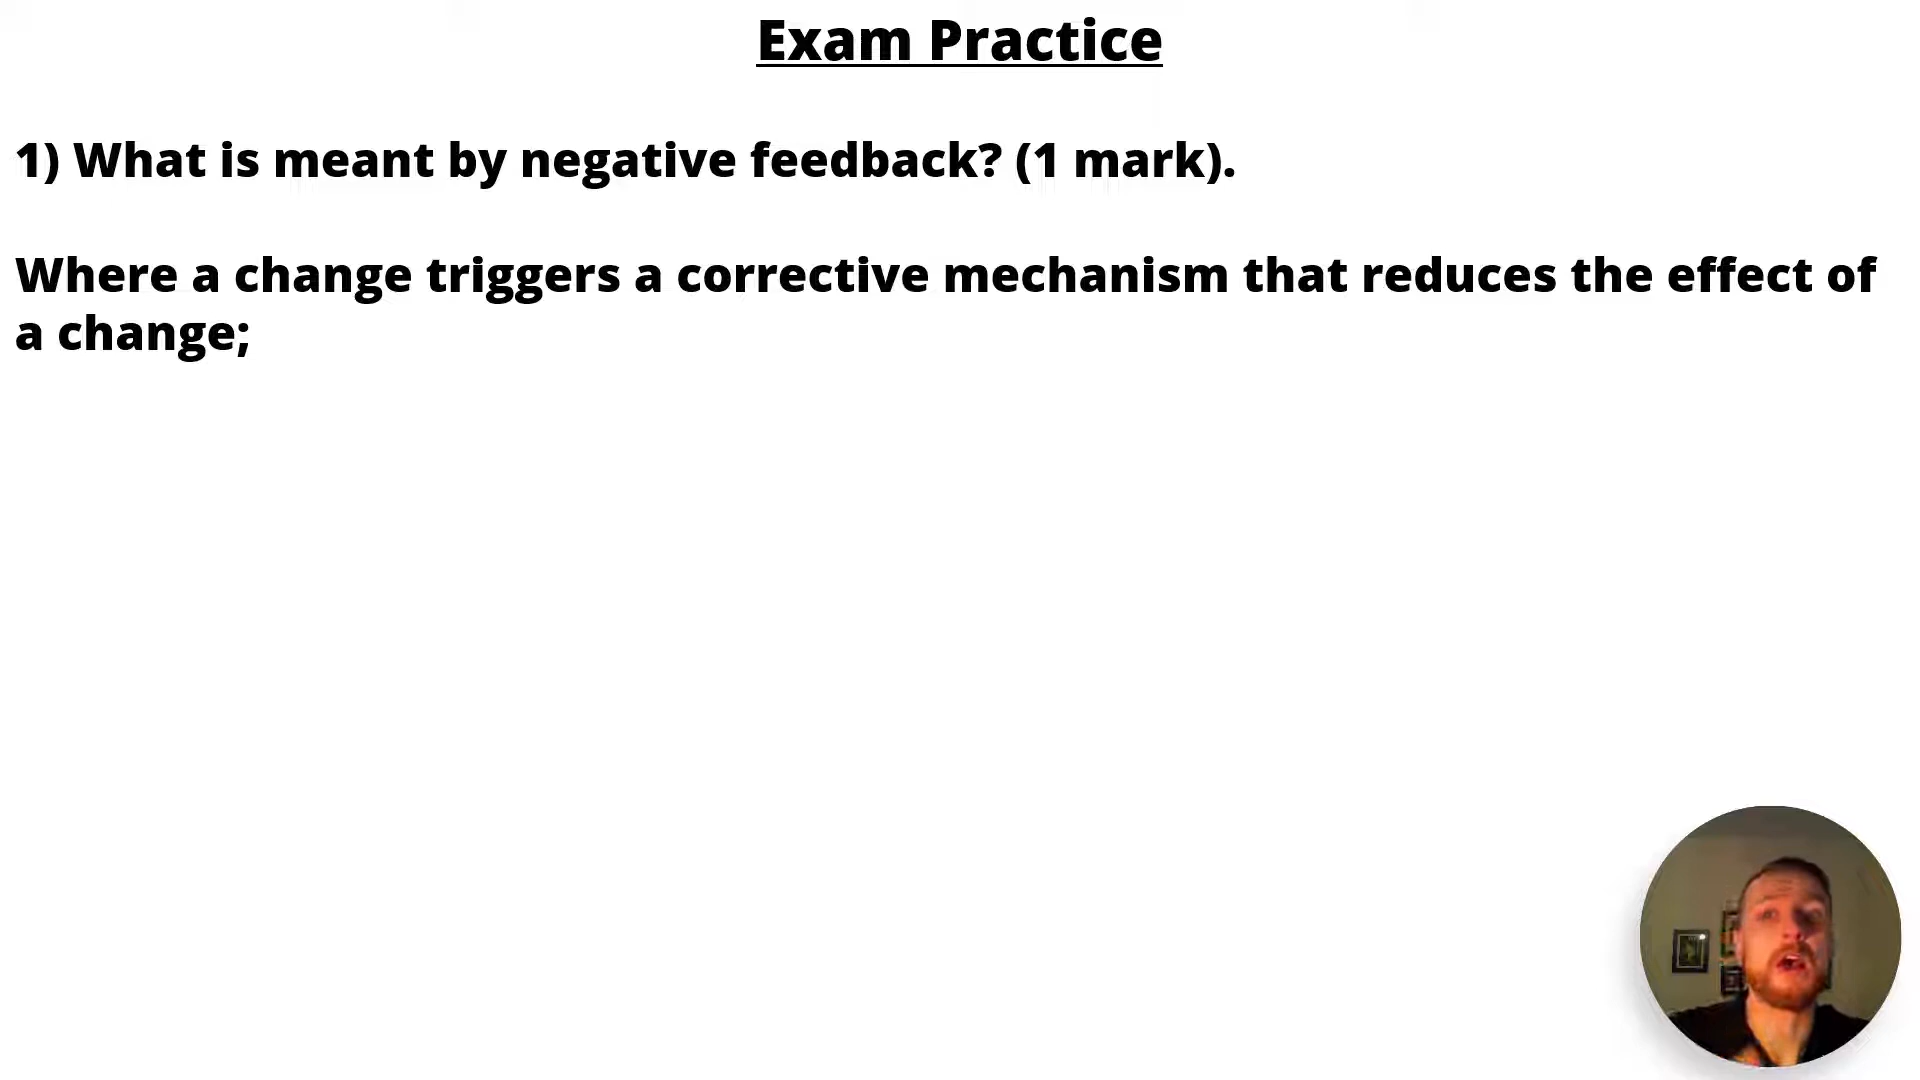 Exam Practice
1) What is meant by negative feedback? (1 mark).
Where a change triggers a corrective mechanism that reduces the effect of
a change;